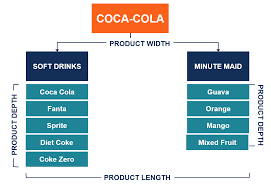 COCA-COLA
PRODUCT WIDTH
SOFT DRINKS
MINUTE MAID
PRODUCT DEPTH
Coca Cola
Fanta
Sprite
Diet Coke
Coke Zero
Guava
Orange
Mango
Mixed Fruit
PRODUCT DEPTH
PRODUCT LENGTH